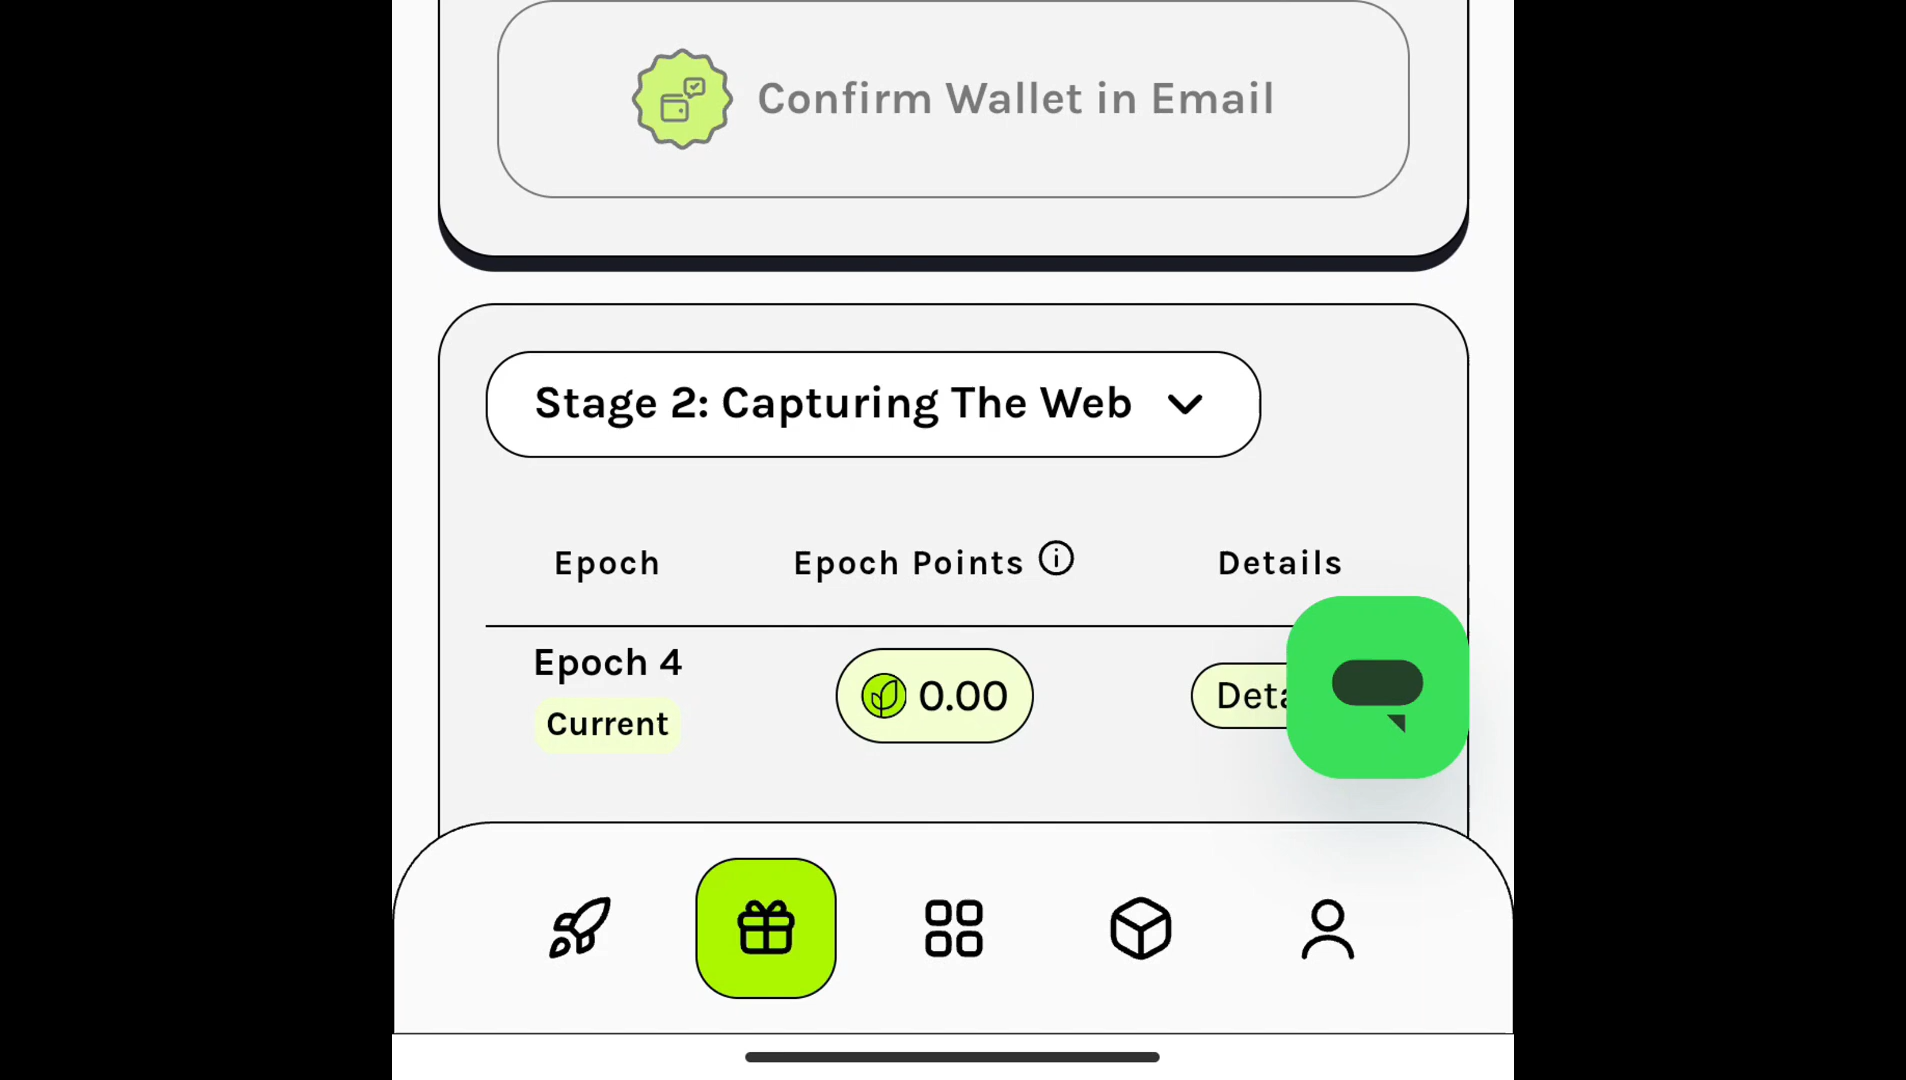 Confirm Wallet in Email
Stage 2: Capturing The Web
Epoch Epoch Points Details
Epoch 4
Current
0.00
Deta